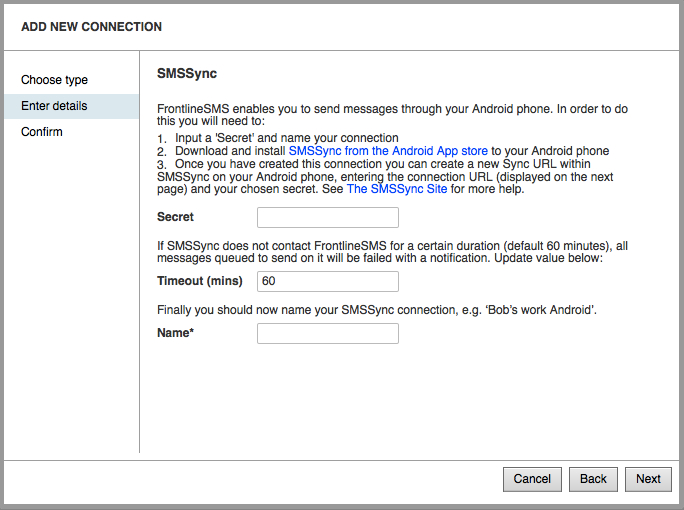 ADD NEW CONNECTION
Choose type
Enter details
Confirm
SMSSync
FrontlineSMS enables you to send messages through your Android phone. In order to do
this you will need to:
1. Input a 'Secret' and name your connection
2. Download and install SMSSync from the Android App store to your Android phone
3. Once you have created this connection you can create a new Sync URL within
SMSSync on your Android phone, entering the connection URL (displayed on the next
page) and your chosen secret. See The SMSSync Site for more help.
Secret
If SMSSync does not contact FrontlineSMS for a certain duration (default 60 minutes), all
messages queued to send on it will be failed with a notification. Update value below:
Timeout (mins) 60
Finally you should now name your SMSSync connection, e.g. ‘Bob’s work Android’.
Name*
Cancel Back Next